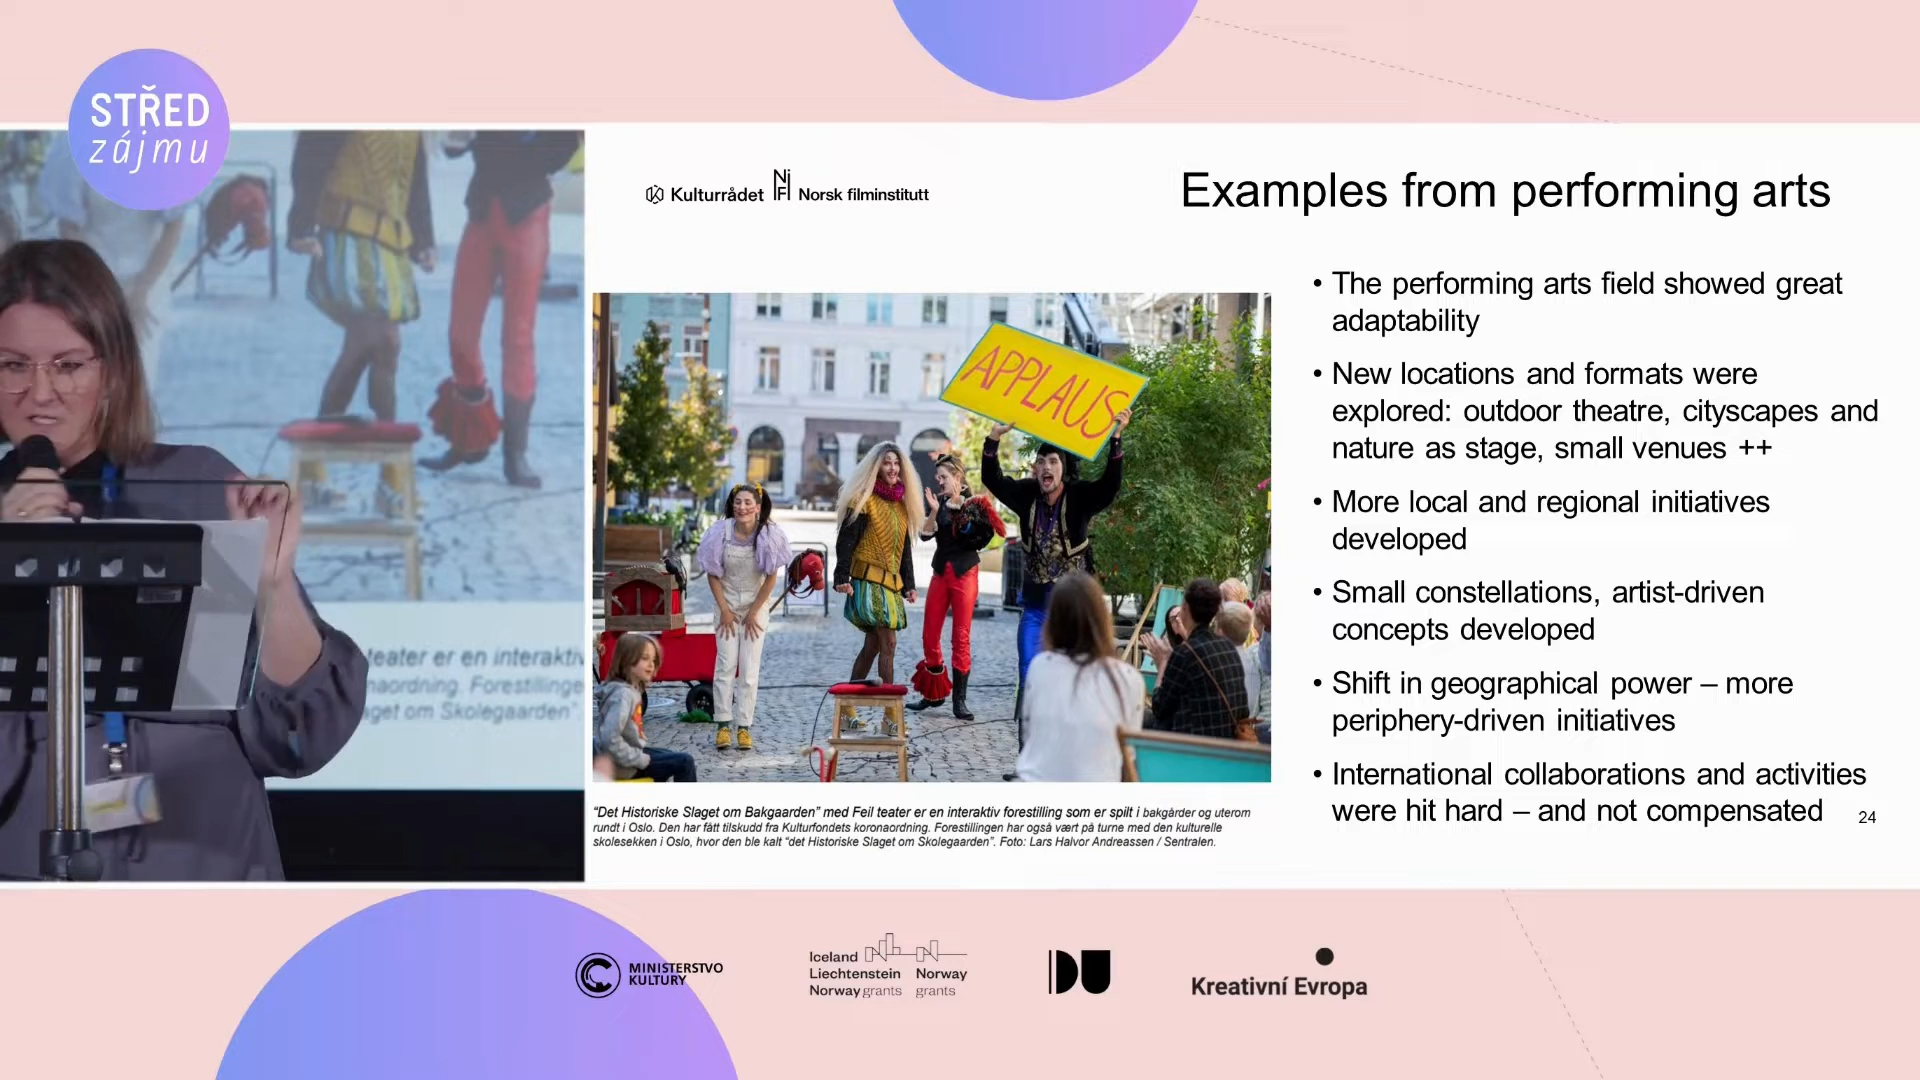 STŘED
zájmu
Kulturrådet
Norsk filminstitutt
Examples from performing arts
• The performing arts field showed great
adaptability
• New locations and formats were
explored: outdoor theatre, cityscapes and
nature as stage, small venues ++
• More local and regional initiatives
developed
• Small constellations, artist-driven
concepts developed
• Shift in geographical power – more
periphery-driven initiatives
• International collaborations and activities
were hit hard – and not compensated
24
APPLAUS
teater er en interaktiv
naordning. Forestillinge
aget om Skolegaarden".
"Det Historiske Slaget om Bakgaarden" med Feil teater er en interaktiv forestilling som er spilt i bakgårder og uterom
rundt i Oslo. Den har fått tilskudd fra Kulturfondets koronaordning. Forestillingen har også vært på turne med den kulturelle
skolesekken i Oslo, hvor den ble kalt "det Historiske Slaget om Skolegaarden". Foto: Lars Halvor Andreassen / Sentralen.
MINISTERSTVO
KULTURY
Iceland
Liechtenstein
Norway grants
Norway
grants
DU
Kreativní Evropa